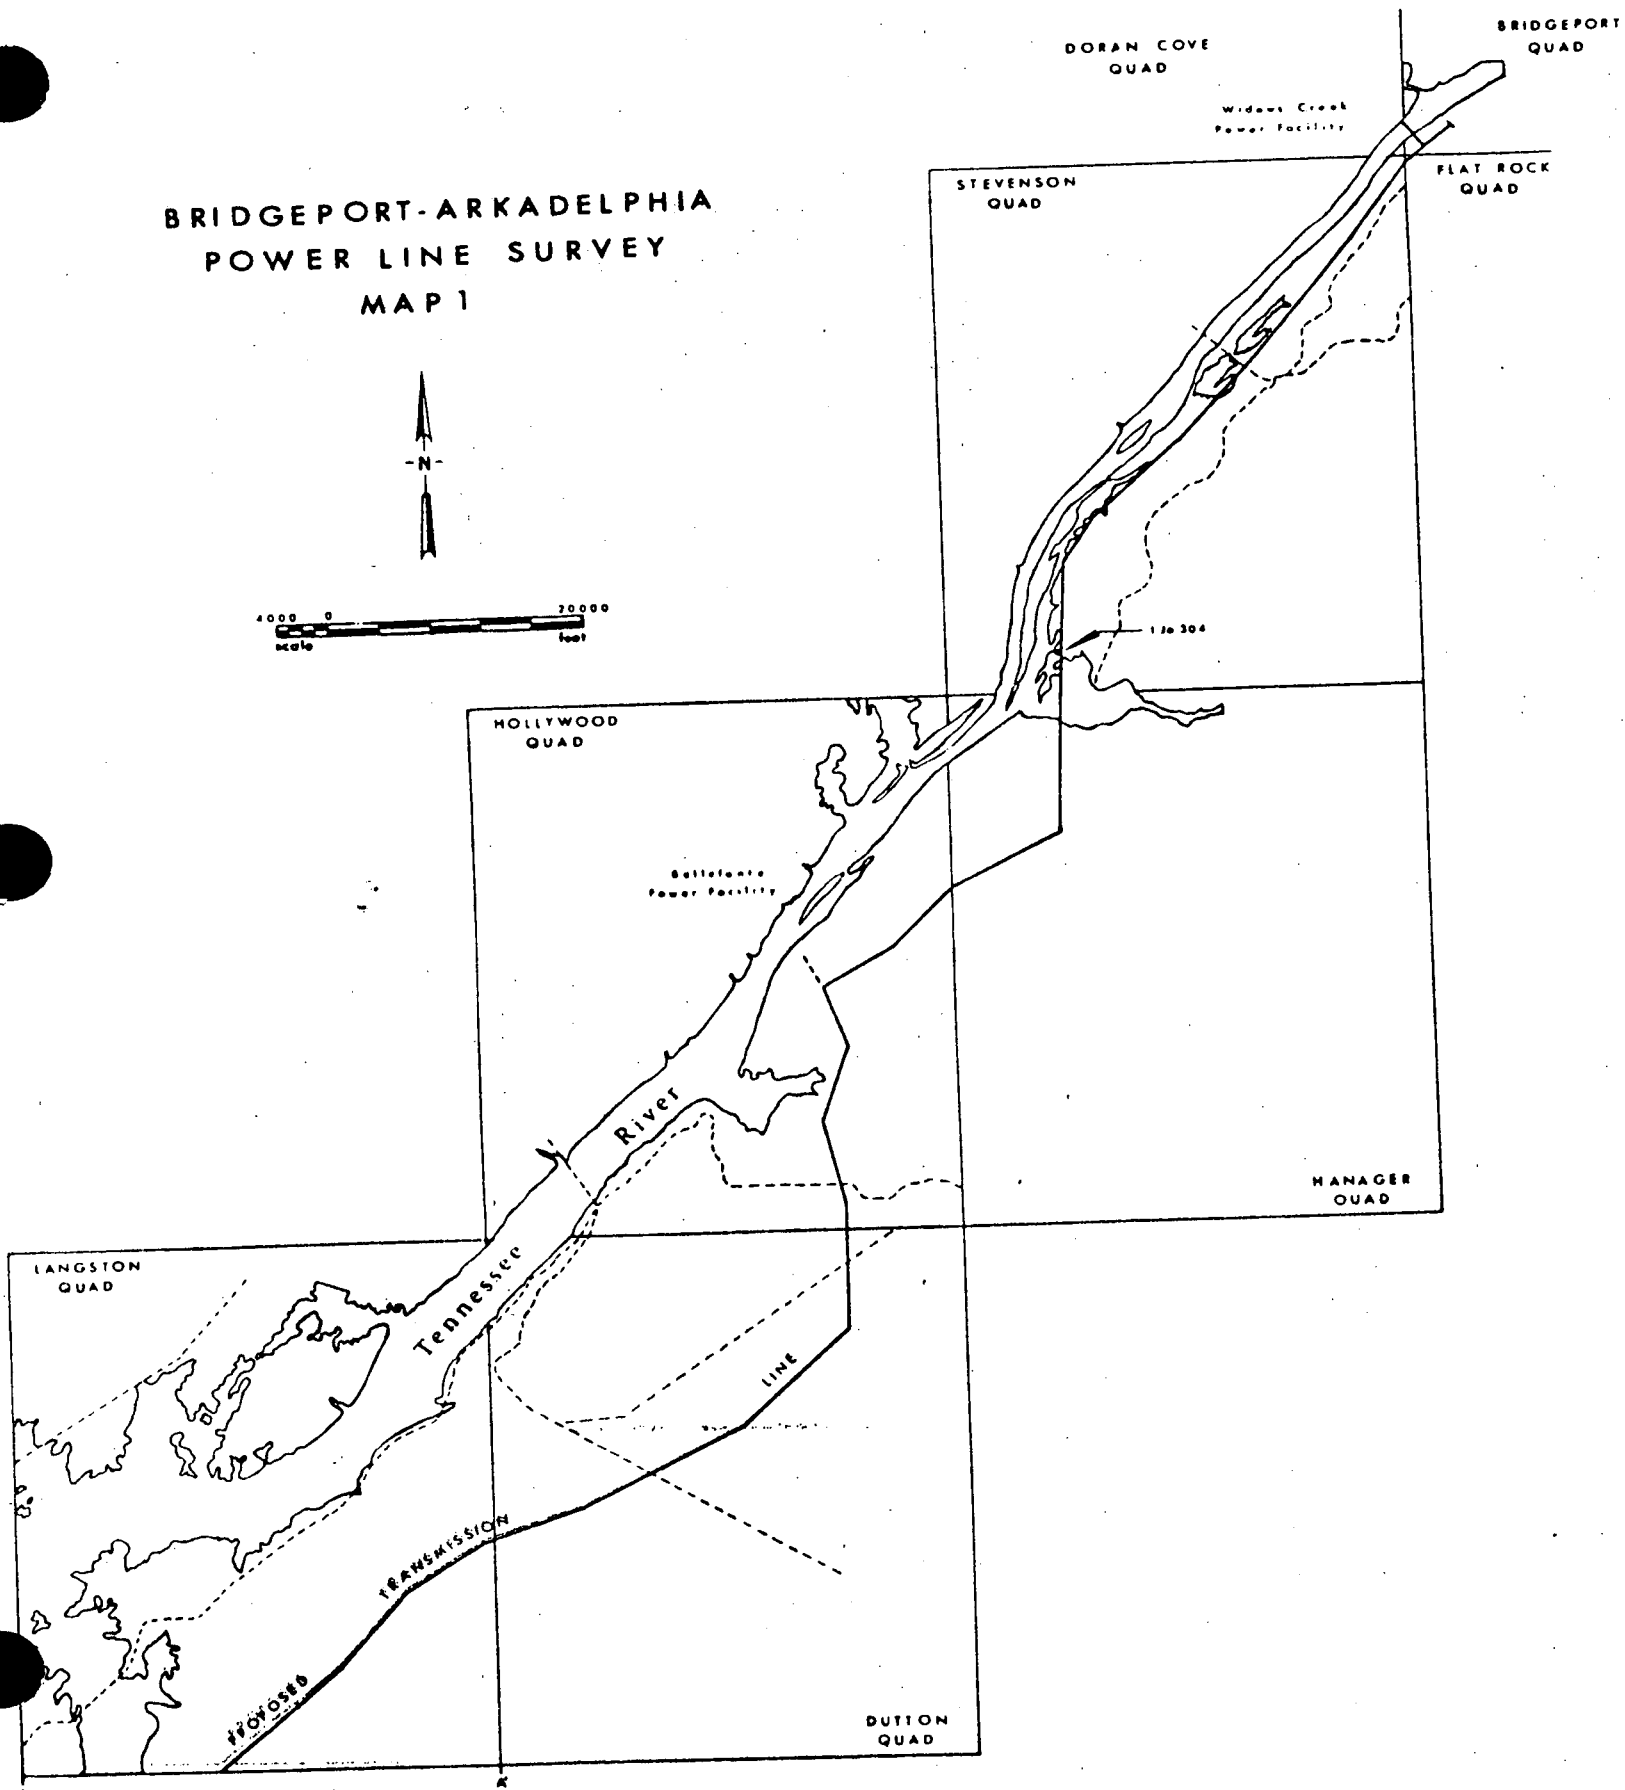 DORAN COVE
QUAD
BRIDGEPORT
QUAD
Widows Creek
Power Facility
STEVENSON
QUAD
FLAT ROCK
QUAD
BRIDGEPORT-ARKADELPHIA
POWER LINE SURVEY
MAP 1
-N-
4000 0 20000
scale feet
1 Ja 304
HOLLYWOOD
QUAD
Bellefonte
Power Facility
River
HANAGER
QUAD
LANGSTON
QUAD
Tennessee
LINE
TRANSMISSION
PROPOSED
DUTTON
QUAD